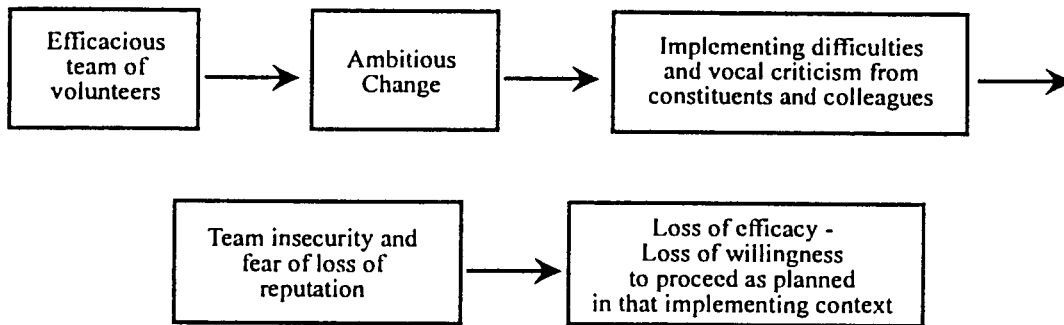 Efficacious
team of
volunteers
Ambitious
Change
Implementing difficulties
and vocal criticism from
constituents and colleagues
Team insecurity and
fear of loss of
reputation
Loss of efficacy -
Loss of willingness
to proceed as planned
in that implementing context